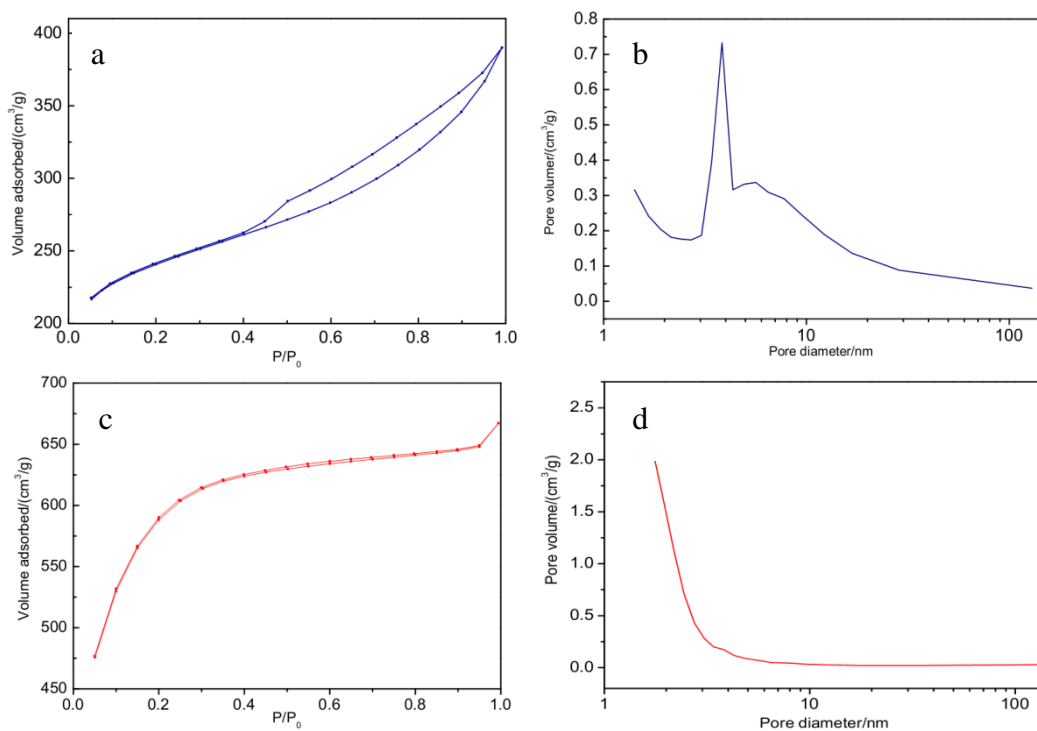 a
400
350
300
250
200
0.0 0.2 0.4 0.6 0.8 1.0
Volume adsorbed/(cm³/g)
P/P₀
b
0.8
0.7
0.6
0.5
0.4
0.3
0.2
0.1
0.0
1 10 100
Pore volumer/(cm³/g)
Pore diameter/nm
c
700
650
600
550
500
450
0.0 0.2 0.4 0.6 0.8 1.0
Volume adsorbed/(cm³/g)
P/P₀
d
2.5
2.0
1.5
1.0
0.5
0.0
1 10 100
Pore volume/(cm³/g)
Pore diameter/nm